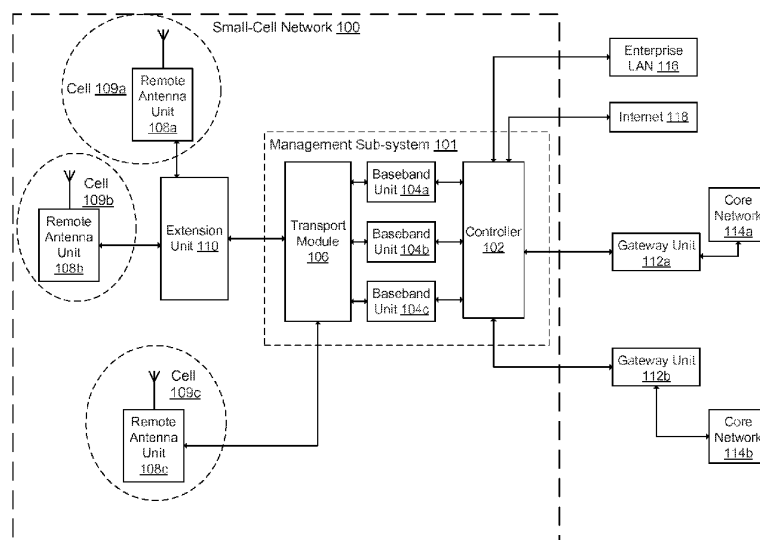 Small-Cell Network 100
Cell 109a
Remote
Antenna
Unit
108a
Enterprise
LAN 116
Internet 118
Management Sub-system 101
Cell
109b
Remote
Antenna
Unit
108b
Extension
Unit 110
Transport
Module
106
Baseband
Unit 104a
Baseband
Unit 104b
Baseband
Unit 104c
Controller
102
Gateway Unit
112a
Core
Network
114a
Gateway Unit
112b
Core
Network
114b
Cell
109c
Remote
Antenna
Unit
108c